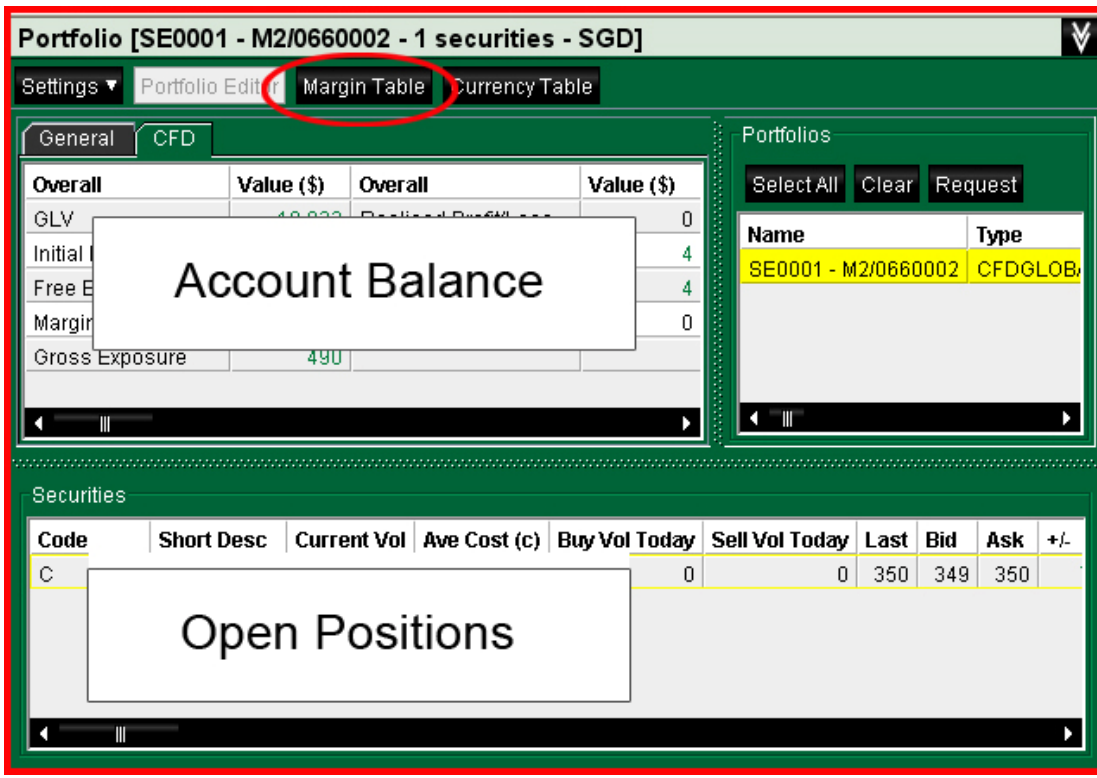 Portfolio [SE0001 - M2/0660002 - 1 securities - SGD]
Settings Portfolio Editor Margin Table Currency Table
General CFD
Overall Value ($) Overall Value ($)
GLV 0
Initial 4
Free E 4
Margin 0
Gross Exposure 490
Account Balance
Portfolios
Select All Clear Request
Name Type
SE0001 - M2/0660002 CFDGLOBA
Securities
Code Short Desc Current Vol Ave Cost (c) Buy Vol Today Sell Vol Today Last Bid Ask +/-
C 0 0 350 349 350
Open Positions